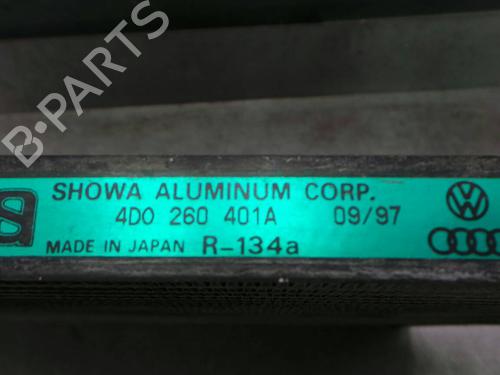 B-PARTS
SHOWA ALUMINUM CORP.
4D0 260 401A 09/97
MADE IN JAPAN R-134a